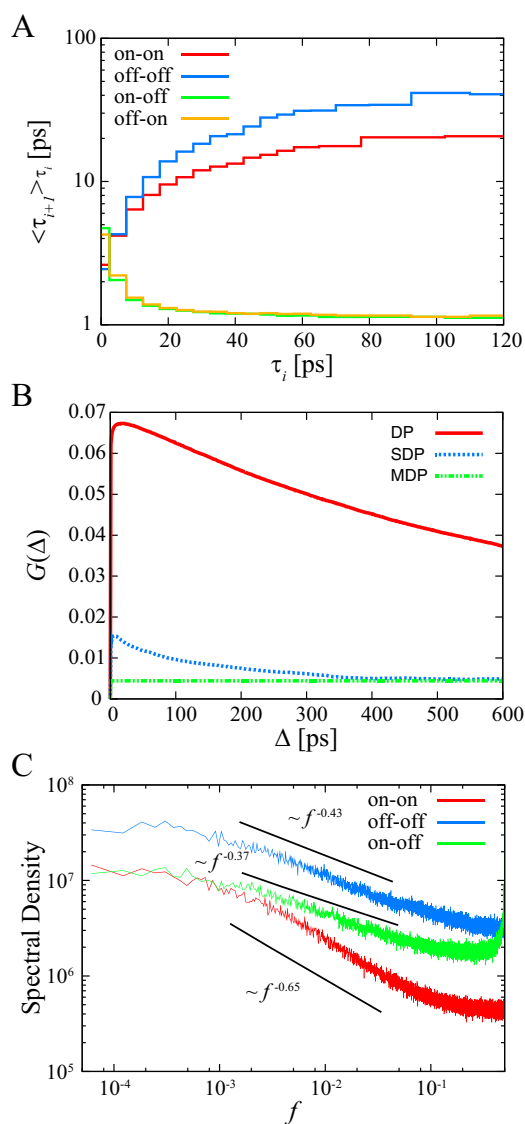 A
100
10
1
<τi+1>τi [ps]
on-on
off-off
on-off
off-on
0 20 40 60 80 100 120
τi [ps]
B
0.07
0.06
0.05
0.04
0.03
0.02
0.01
0
G(Δ)
DP
SDP
MDP
0 100 200 300 400 500 600
Δ [ps]
C
10^8
10^7
10^6
10^5
Spectral Density
on-on
off-off
on-off
~ f^-0.43
~ f^-0.37
~ f^-0.65
10^-4 10^-3 10^-2 10^-1
f